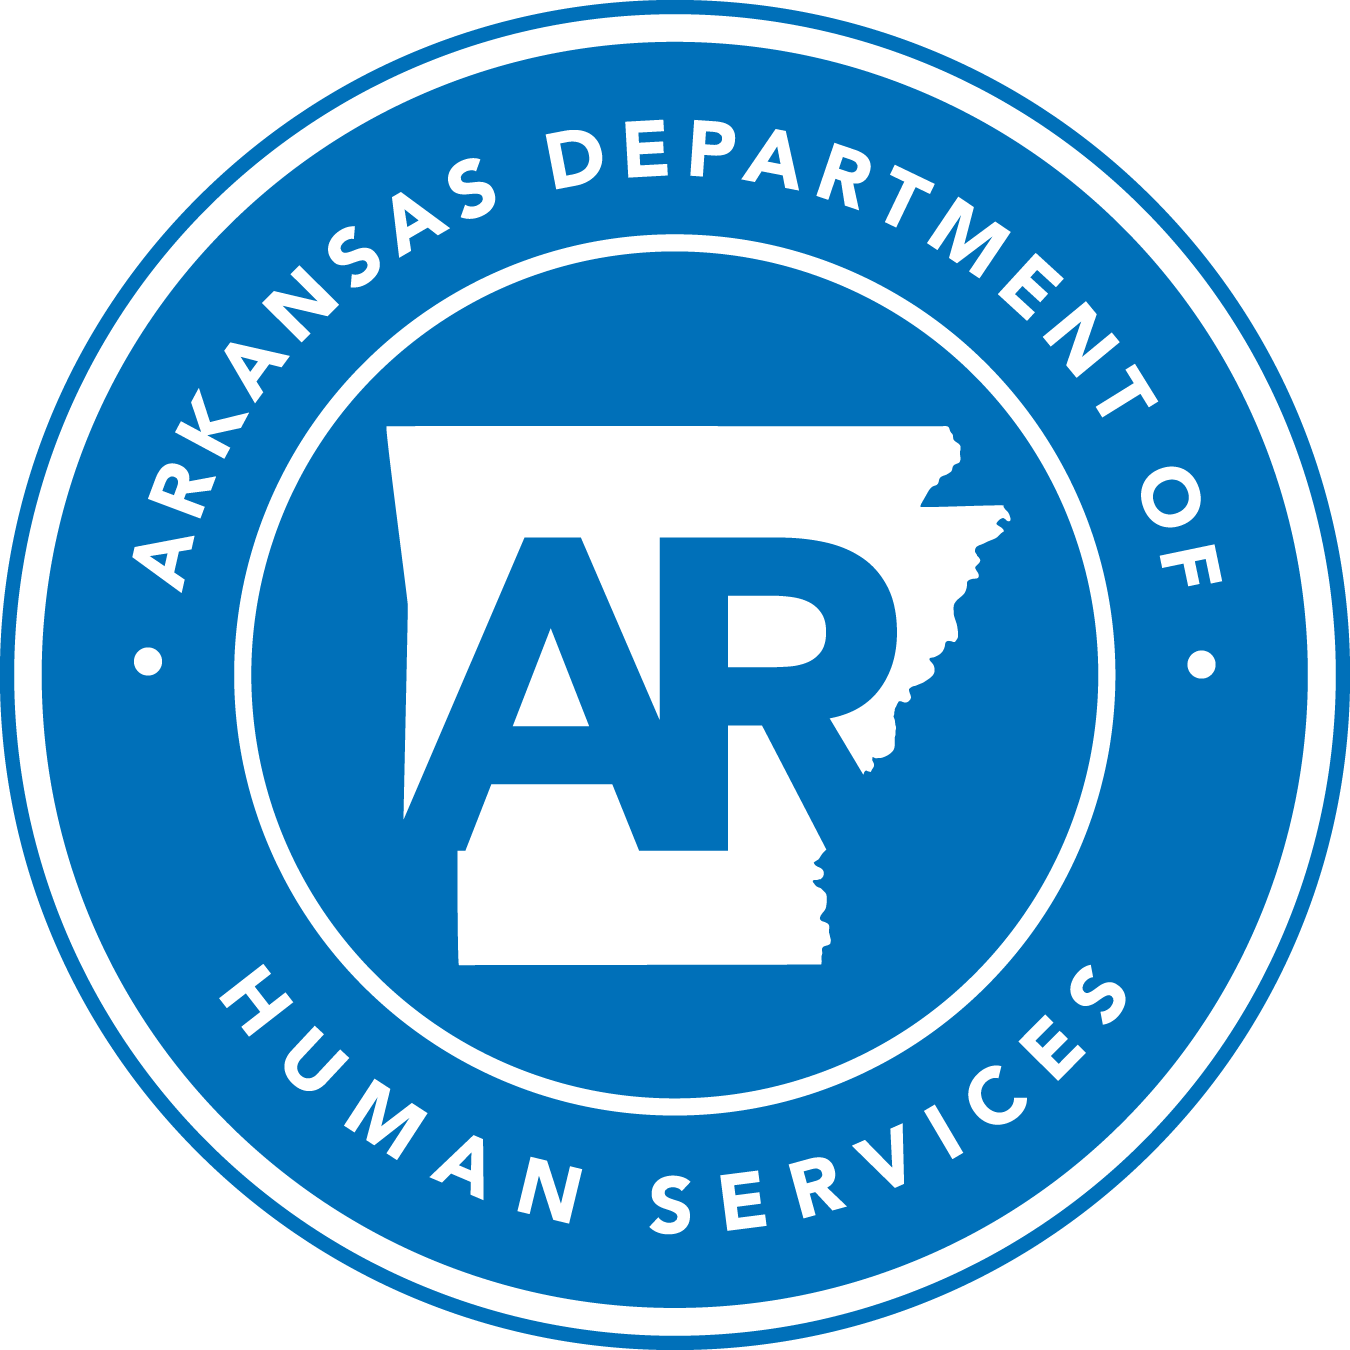 • ARKANSAS DEPARTMENT OF •
AR
HUMAN SERVICES